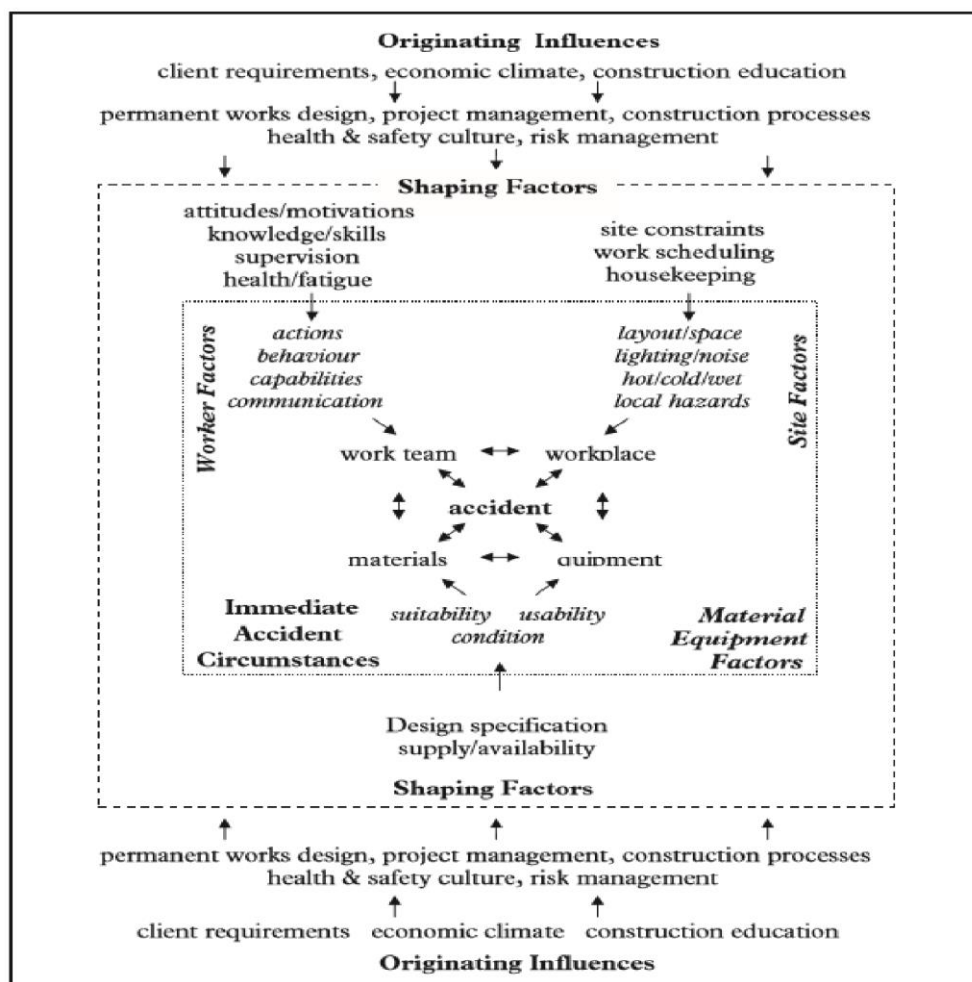 Originating Influences
client requirements, economic climate, construction education
permanent works design, project management, construction processes
health & safety culture, risk management
Shaping Factors
attitudes/motivations
knowledge/skills
supervision
health/fatigue
site constraints
work scheduling
housekeeping
Worker Factors
actions
behaviour
capabilities
communication
layout/space
lighting/noise
hot/cold/wet
local hazards
Site Factors
work team
workplace
accident
materials
quipment
suitability usability
condition
Immediate
Accident
Circumstances
Material
Equipment
Factors
Design specification
supply/availability
Shaping Factors
permanent works design, project management, construction processes
health & safety culture, risk management
client requirements economic climate construction education
Originating Influences